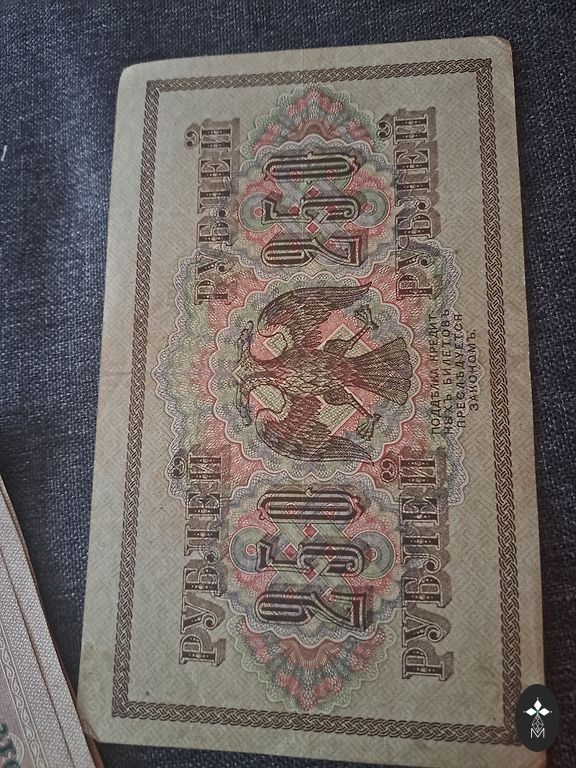 РУБЛЕЙ РУБЛЕЙ
250 250
РУБЛЕЙ РУБЛЕЙ
ПОДДѢЛКА КРЕДИТ-
НЫХЪ БИЛЕТОВЪ
ПРЕСЛѢДУЕТСЯ
ЗАКОНОМЪ.
M